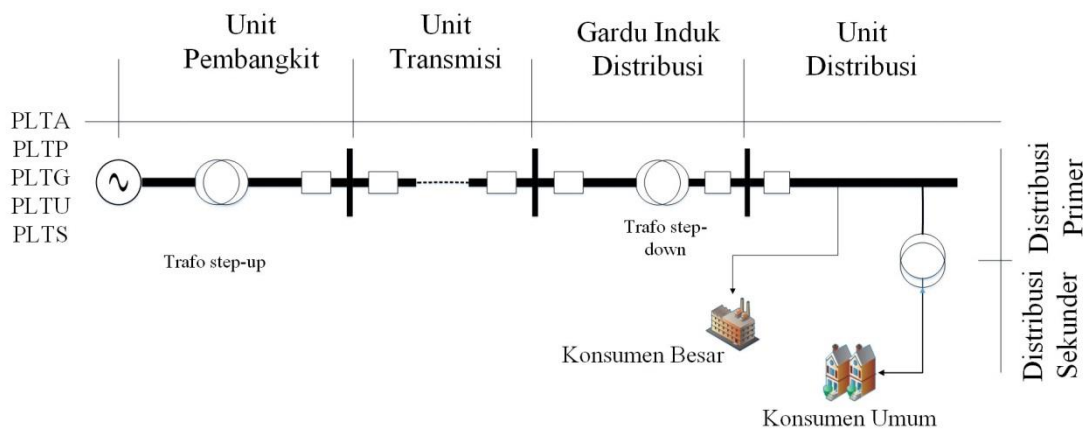 Unit
Pembangkit
Unit
Transmisi
Gardu Induk
Distribusi
Unit
Distribusi
PLTA
PLTP
PLTG
PLTU
PLTS
Trafo step-up
Trafo step-
down
Distribusi
Primer
Distribusi
Sekunder
Konsumen Besar
Konsumen Umum